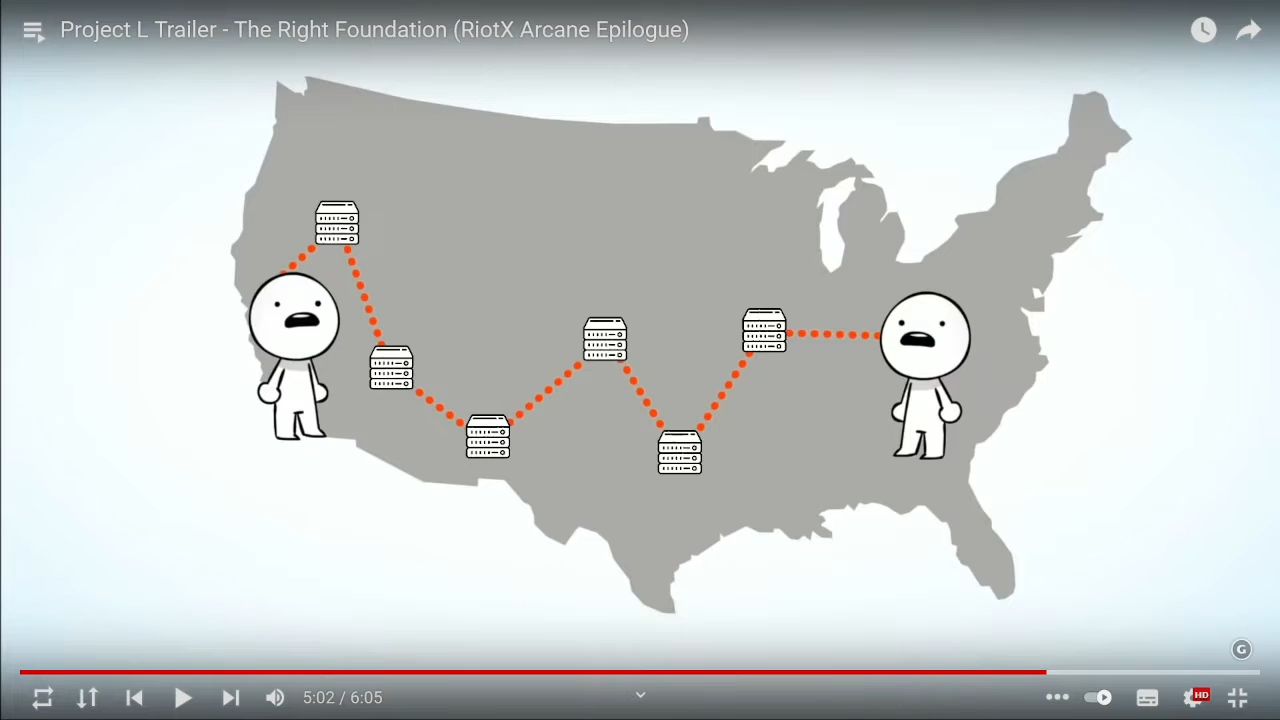 Project L Trailer - The Right Foundation (RiotX Arcane Epilogue)
G
5:02 / 6:05
HD